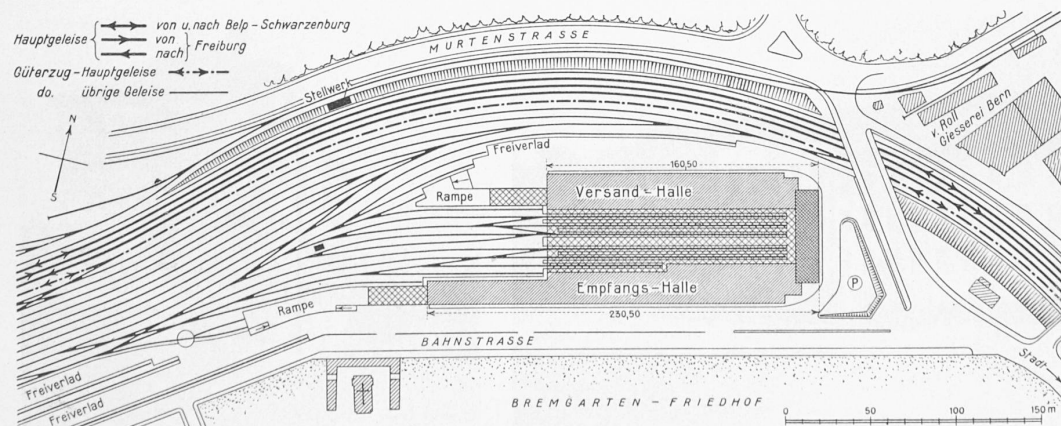 von u. nach Belp – Schwarzenburg
Hauptgeleise
von
nach
Freiburg
Güterzug – Hauptgeleise
do. übrige Geleise
N
S
MURTENSTRASSE
Stellwerk
v. Roll
Giesserei Bern
Freiverlad
Rampe
160,50
Versand – Halle
Empfangs – Halle
P
230,50
Rampe
BAHNSTRASSE
Stadt
Freiverlad
Freiverlad
BREMGARTEN – FRIEDHOF
0 50 100 150 m